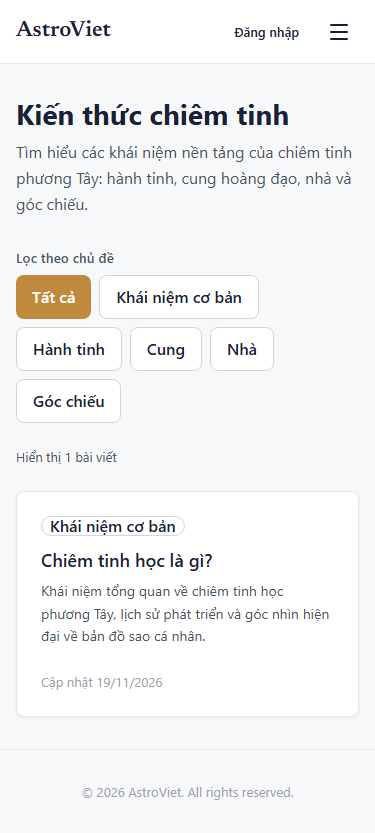 AstroViet
Đăng nhập
Kiến thức chiêm tinh
Tìm hiểu các khái niệm nền tảng của chiêm tinh
phương Tây: hành tinh, cung hoàng đạo, nhà và
góc chiếu.
Lọc theo chủ đề
Tất cả
Khái niệm cơ bản
Hành tinh
Cung
Nhà
Góc chiếu
Hiển thị 1 bài viết
Khái niệm cơ bản
Chiêm tinh học là gì?
Khái niệm tổng quan về chiêm tinh học
phương Tây, lịch sử phát triển và góc nhìn hiện
đại về bản đồ sao cá nhân.
Cập nhật 19/11/2026
© 2026 AstroViet. All rights reserved.